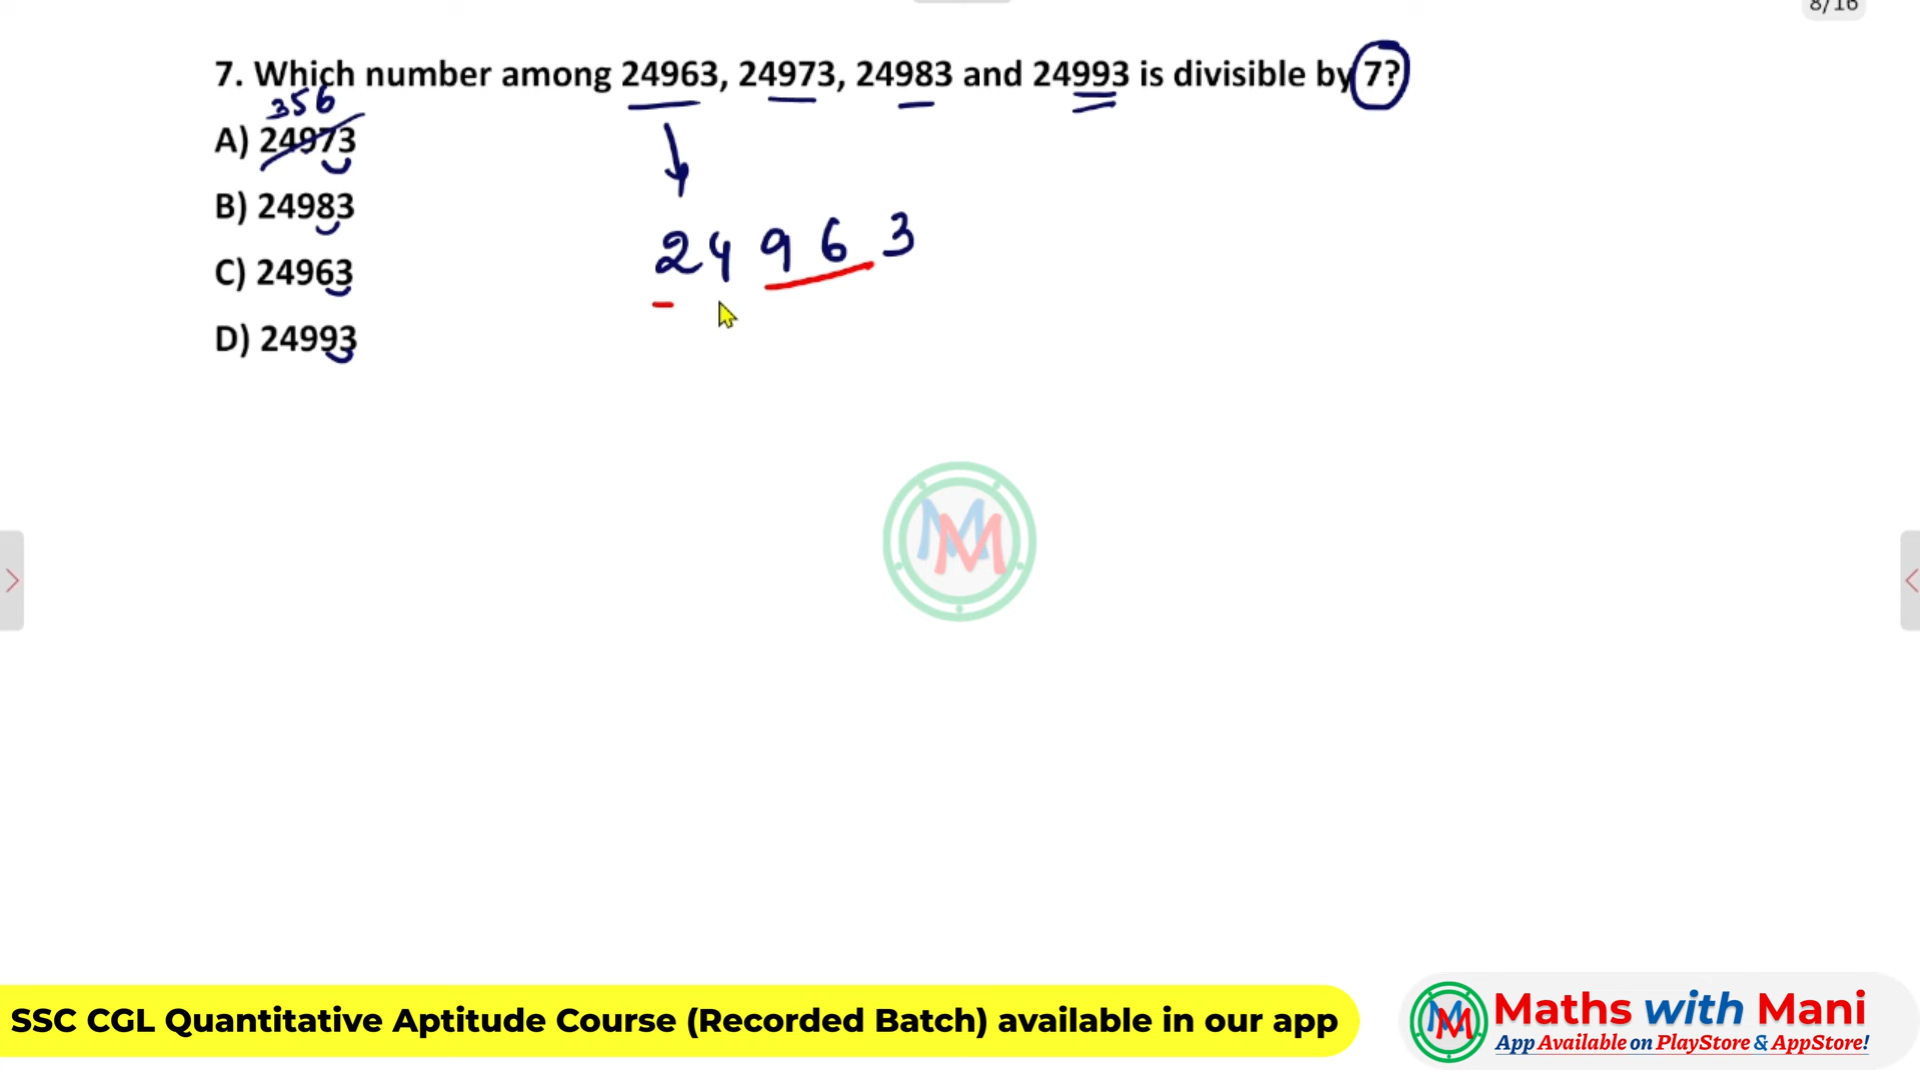 8/16
7. Which number among 24963, 24973, 24983 and 24993 is divisible by 7?
356
A) 24973
B) 24983
C) 24963
D) 24993
24963
MM
SSC CGL Quantitative Aptitude Course (Recorded Batch) available in our app
MM
Maths with Mani
App Available on PlayStore & AppStore!